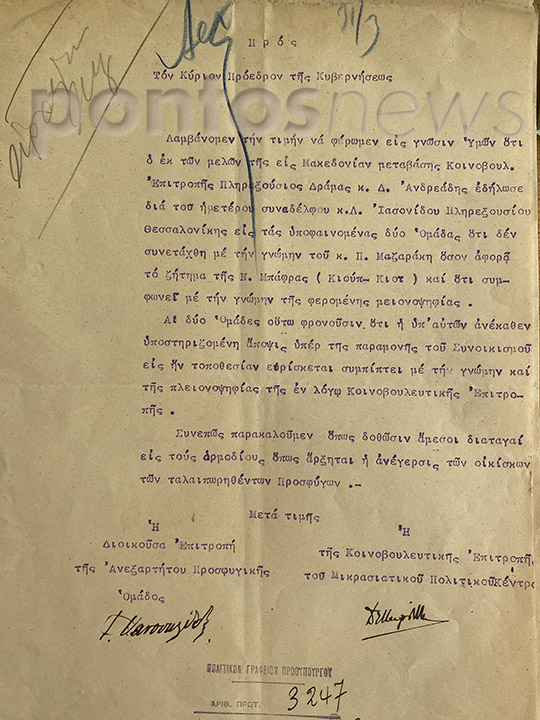 31/3
Πρός
Τόν Κύριον Πρόεδρον τῆς Κυβερνήσεως
pontosnews
Λαμβάνομεν τήν τιμήν νά φέρωμεν εἰς γνῶσιν Ὑμῶν ὅτι
ὁ ἐκ τῶν μελῶν τῆς εἰς Μακεδονίαν μεταβάσης Κοινοβουλ.
Ἐπιτροπῆς Πληρεξούσιος Δράμας κ. Δ. Ἀνδρεάδης ἐδήλωσε
διά τοῦ ἡμετέρου συναδέλφου κ.Λ. Ἰασονίδου Πληρεξουσίου
Θεσσαλονίκης εἰς τάς ὑποφαινομένας δύο Ὁμάδας ὅτι δέν
συνετάχθη μέ τήν γνώμην τοῦ κ. Π. Μαζαράκη ὅσον ἀφορᾷ
τό ζήτημα τῆς Ν. Μπάφρας ( Κιούπ- Κιοϊ ) καί ὅτι συμ-
φωνεῖ μέ τήν γνώμην τῆς φερομένης μειονοψηφίας .
Αἱ δύο Ὁμάδες οὕτω φρονοῦσιν ὅτι ἡ ὑπ'αὐτῶν ἀνέκαθεν
ὑποστηριζομένη ἄποψις ὑπέρ τῆς παραμονῆς τοῦ Συνοικισμοῦ
εἰς ἥν τοποθεσίαν εὑρίσκεται συμπίπτει μέ τήν γνώμην καί
τῆς πλειονοψηφίας τῆς ἐν λόγῳ Κοινοβουλευτικῆς Ἐπιτρο-
πῆς .
Συνεπῶς παρακαλοῦμεν ὅπως δοθῶσιν ἄμεσοι διαταγαί
εἰς τούς ἁρμοδίους ὅπως ἄρξηται ἡ ἀνέγερσις τῶν οἰκίσκων
τῶν ταλαιπωρηθέντων Προσφύγων .-
Μετά τιμῆς
Ἡ
Διοικοῦσα Ἐπιτροπή
τῆς Ἀνεξαρτήτου Προσφυγικῆς
Ὁμάδος
Ἡ
τῆς Κοινοβουλευτικῆς Ἐπιτροπῆς
τοῦ Μικρασιατικοῦ ΠολιτικοῦΚέντρο
ΠΟΛΙΤΙΚΟΝ ΓΡΑΦΕΙΟΝ ΠΡΩΘΥΠΟΥΡΓΟΥ
ΑΡΙΘ. ΠΡΩΤ. 3247